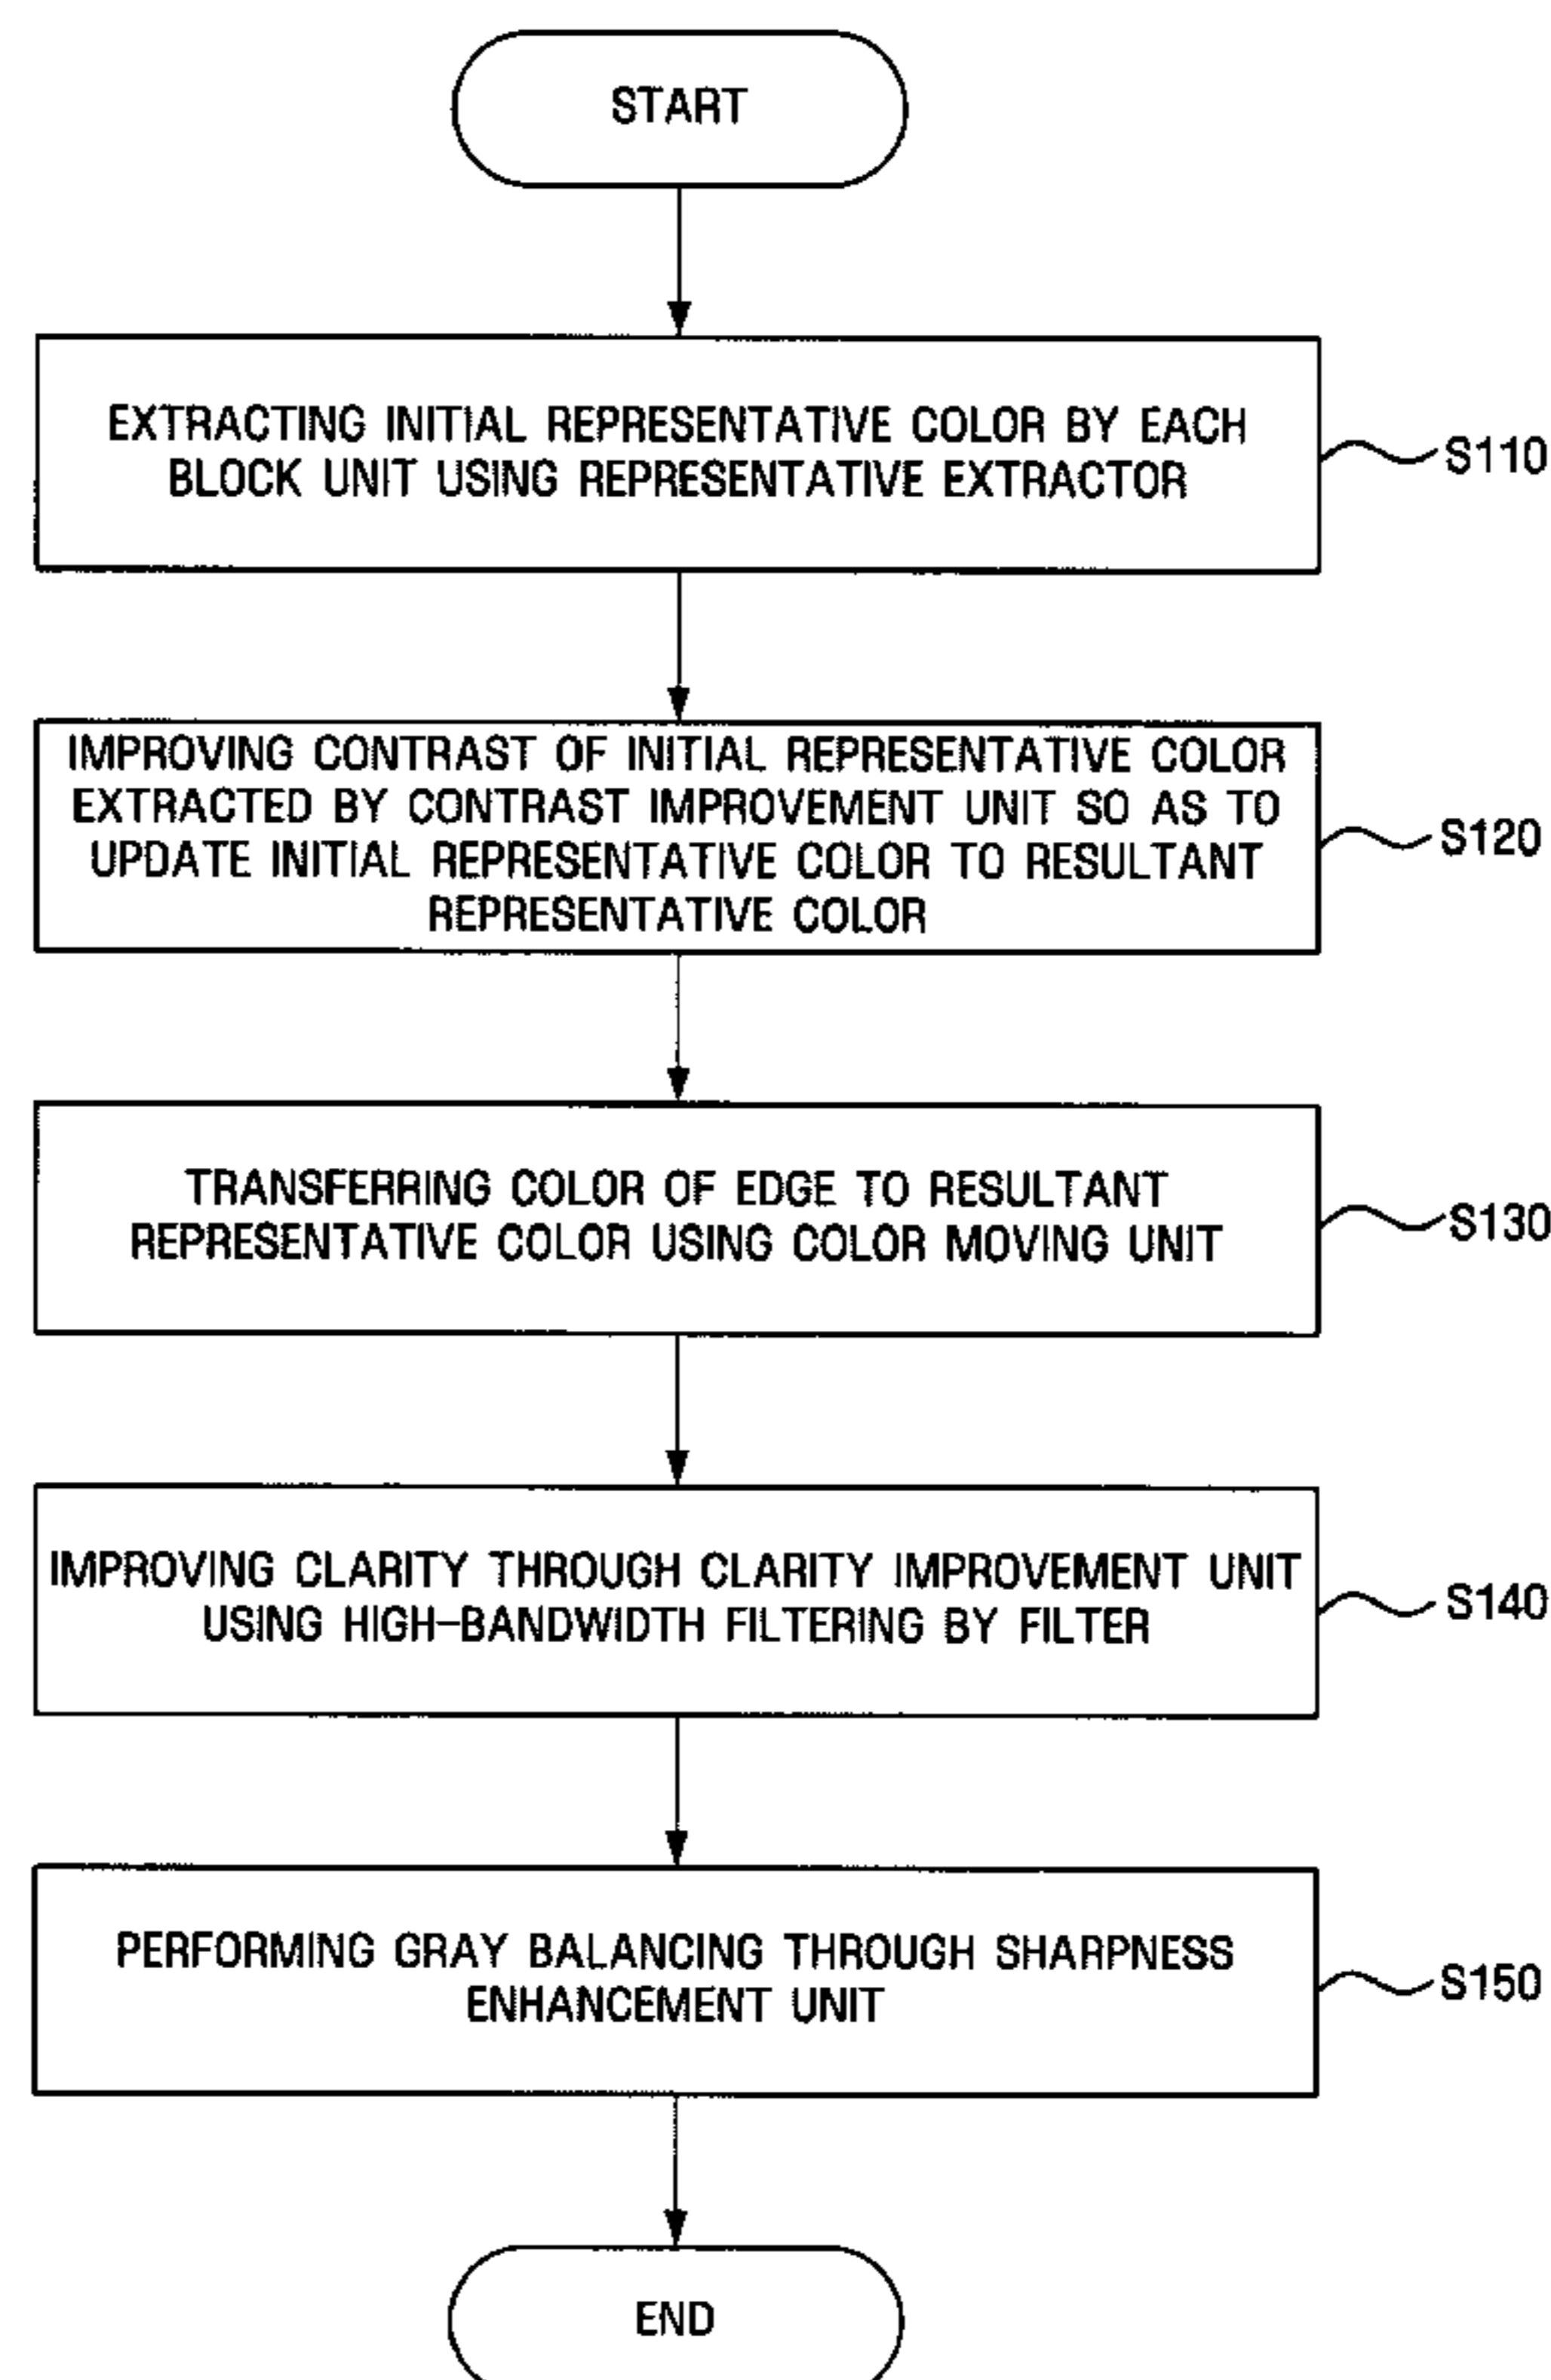 START
EXTRACTING INITIAL REPRESENTATIVE COLOR BY EACH
BLOCK UNIT USING REPRESENTATIVE EXTRACTOR
S110
IMPROVING CONTRAST OF INITIAL REPRESENTATIVE COLOR
EXTRACTED BY CONTRAST IMPROVEMENT UNIT SO AS TO
UPDATE INITIAL REPRESENTATIVE COLOR TO RESULTANT
REPRESENTATIVE COLOR
S120
TRANSFERRING COLOR OF EDGE TO RESULTANT
REPRESENTATIVE COLOR USING COLOR MOVING UNIT
S130
IMPROVING CLARITY THROUGH CLARITY IMPROVEMENT UNIT
USING HIGH-BANDWIDTH FILTERING BY FILTER
S140
PERFORMING GRAY BALANCING THROUGH SHARPNESS
ENHANCEMENT UNIT
S150
END